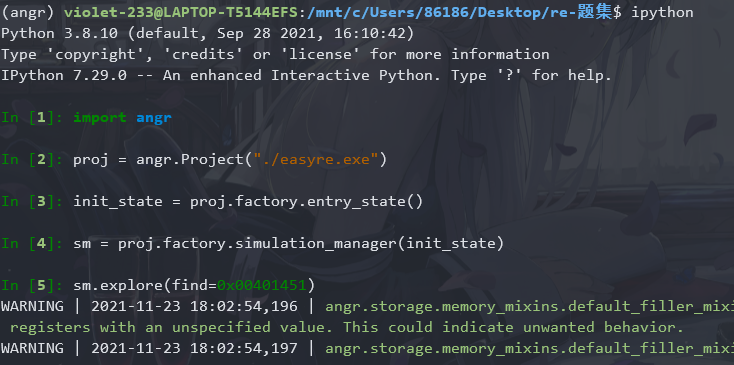 (angr) violet-233@LAPTOP-T5144EFS:/mnt/c/Users/86186/Desktop/re-题集$ ipython
Python 3.8.10 (default, Sep 28 2021, 16:10:42)
Type 'copyright', 'credits' or 'license' for more information
IPython 7.29.0 -- An enhanced Interactive Python. Type '?' for help.
In [1]: import angr
In [2]: proj = angr.Project("./easyre.exe")
In [3]: init_state = proj.factory.entry_state()
In [4]: sm = proj.factory.simulation_manager(init_state)
In [5]: sm.explore(find=0x00401451)
WARNING | 2021-11-23 18:02:54,196 | angr.storage.memory_mixins.default_filler_mixi
registers with an unspecified value. This could indicate unwanted behavior.
WARNING | 2021-11-23 18:02:54,197 | angr.storage.memory_mixins.default_filler_mixi